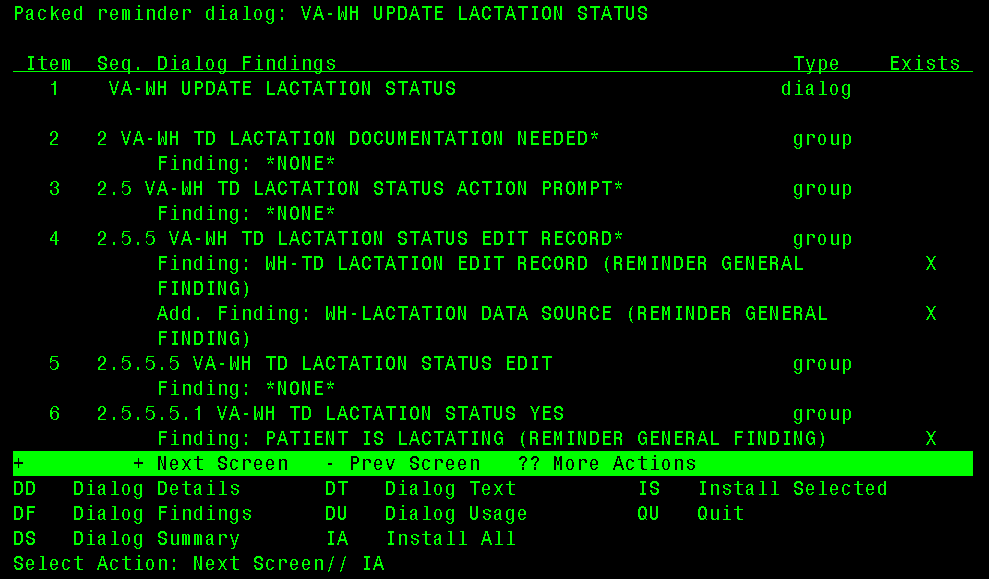 Packed reminder dialog: VA-WH UPDATE LACTATION STATUS
Item  Seq. Dialog Findings  Type  Exists
1  VA-WH UPDATE LACTATION STATUS  dialog
2  2 VA-WH TD LACTATION DOCUMENTATION NEEDED*  group
Finding: *NONE*
3  2.5 VA-WH TD LACTATION STATUS ACTION PROMPT*  group
Finding: *NONE*
4  2.5.5 VA-WH TD LACTATION STATUS EDIT RECORD*  group
Finding: WH-TD LACTATION EDIT RECORD (REMINDER GENERAL  X
FINDING)
Add. Finding: WH-LACTATION DATA SOURCE (REMINDER GENERAL  X
FINDING)
5  2.5.5.5 VA-WH TD LACTATION STATUS EDIT  group
Finding: *NONE*
6  2.5.5.5.1 VA-WH TD LACTATION STATUS YES  group
Finding: PATIENT IS LACTATING (REMINDER GENERAL FINDING)  X
+  + Next Screen  - Prev Screen  ?? More Actions
DD  Dialog Details  DT  Dialog Text  IS  Install Selected
DF  Dialog Findings  DU  Dialog Usage  QU  Quit
DS  Dialog Summary  IA  Install All
Select Action: Next Screen// IA